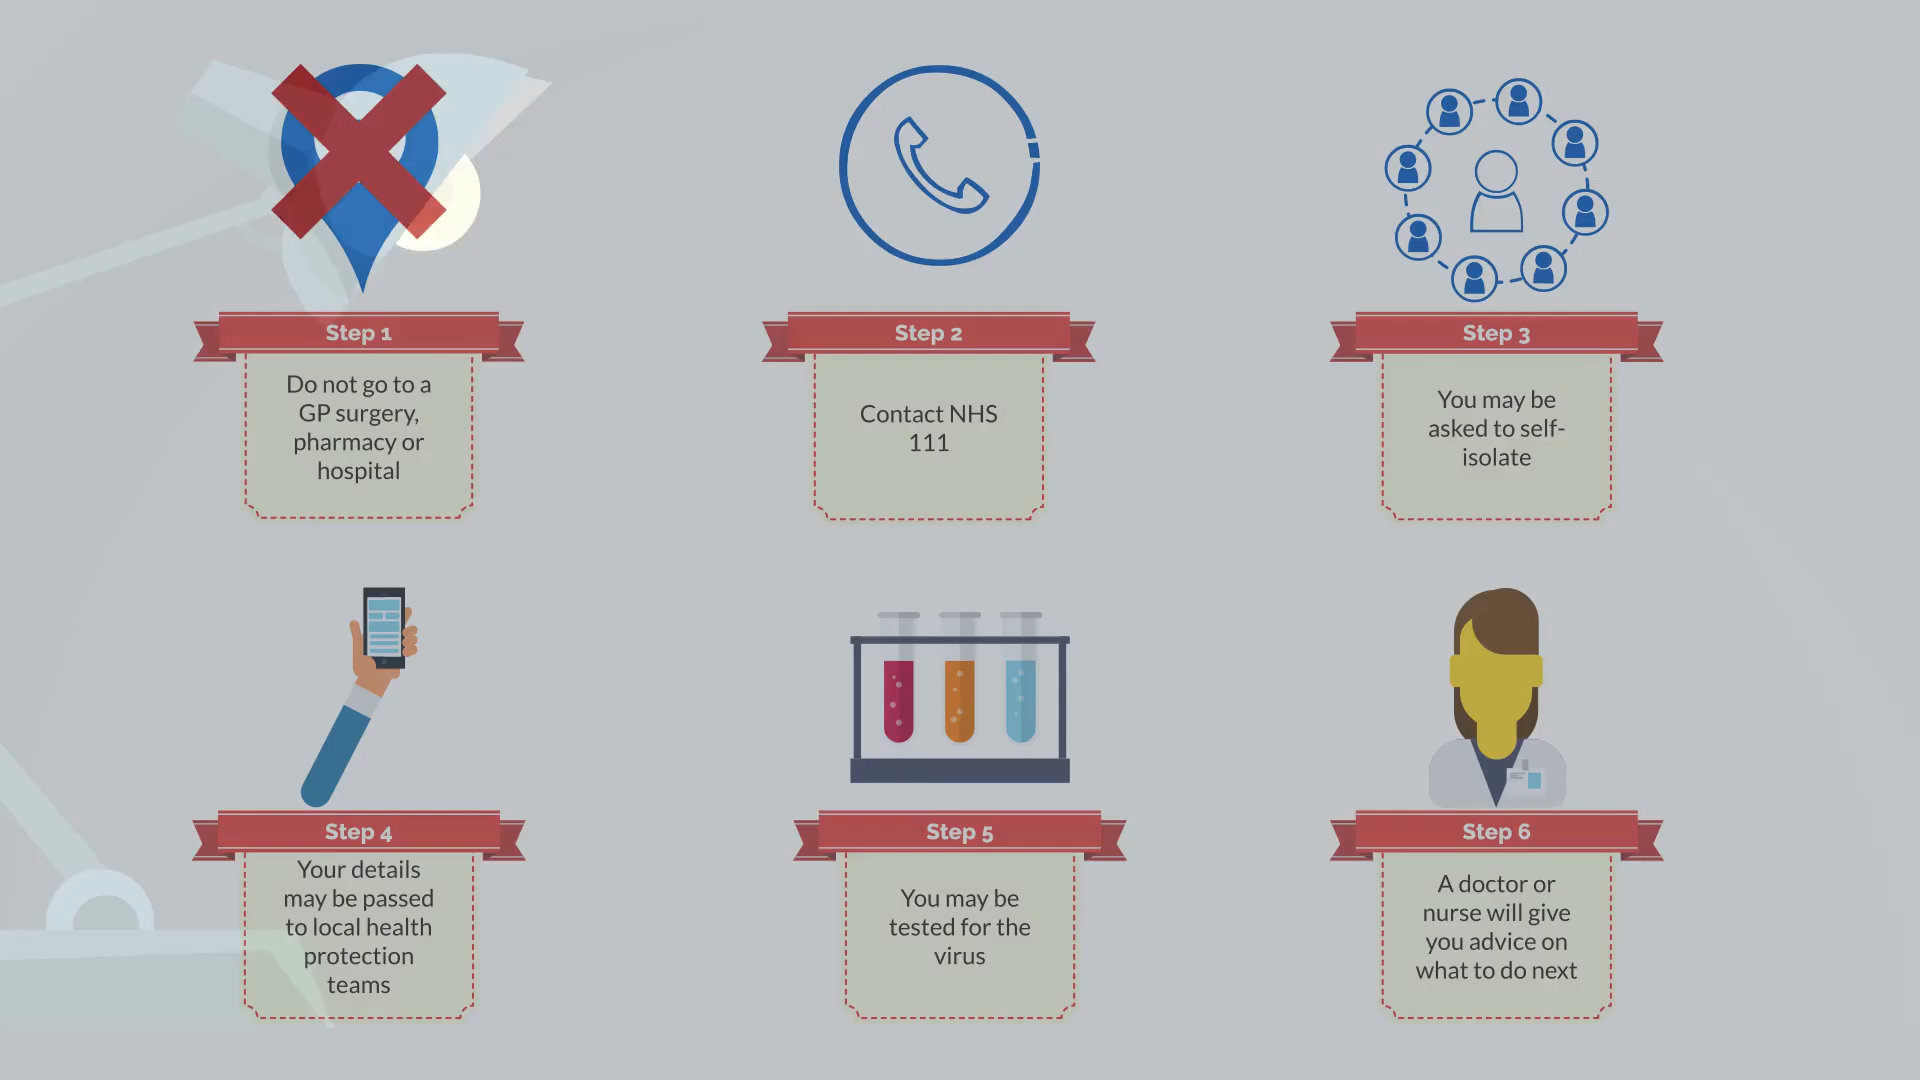 Step 1
Do not go to a
GP surgery,
pharmacy or
hospital
Step 2
Contact NHS
111
Step 3
You may be
asked to self-
isolate
Step 4
Your details
may be passed
to local health
protection
teams
Step 5
You may be
tested for the
virus
Step 6
A doctor or
nurse will give
you advice on
what to do next